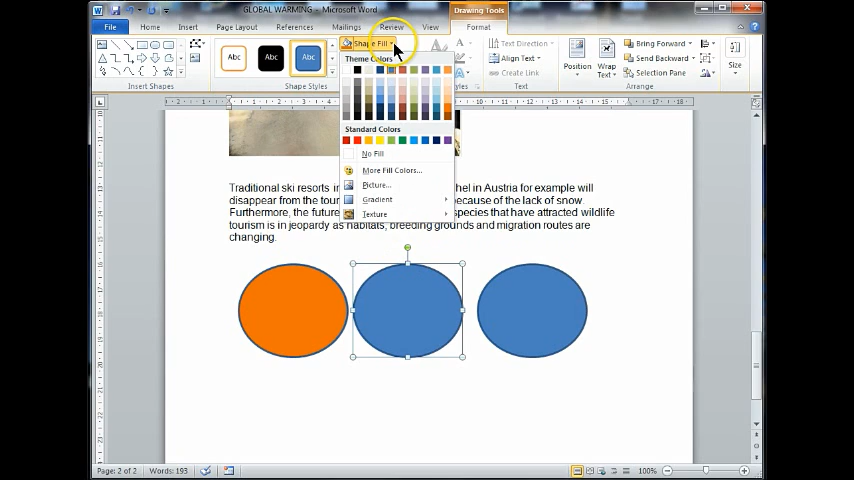 GLOBAL WARMING - Microsoft Word
Drawing Tools
File Home Insert Page Layout References Mailings Review View Format
Abc Abc Abc
Shape Fill
Text Direction
Align Text
Create Link
Position
Wrap Text
Bring Forward
Send Backward
Selection Pane
Size
Insert Shapes Shape Styles Text Arrange
Theme Colors
Standard Colors
No Fill
More Fill Colors...
Picture...
Gradient
Texture
Traditional ski resorts in hel in Austria for example will
disappear from the tour because of the lack of snow.
Furthermore, the future species that have attracted wildlife
tourism is in jeopardy as habitats, breeding grounds and migration routes are
changing.
Page: 2 of 2 Words: 193 100%